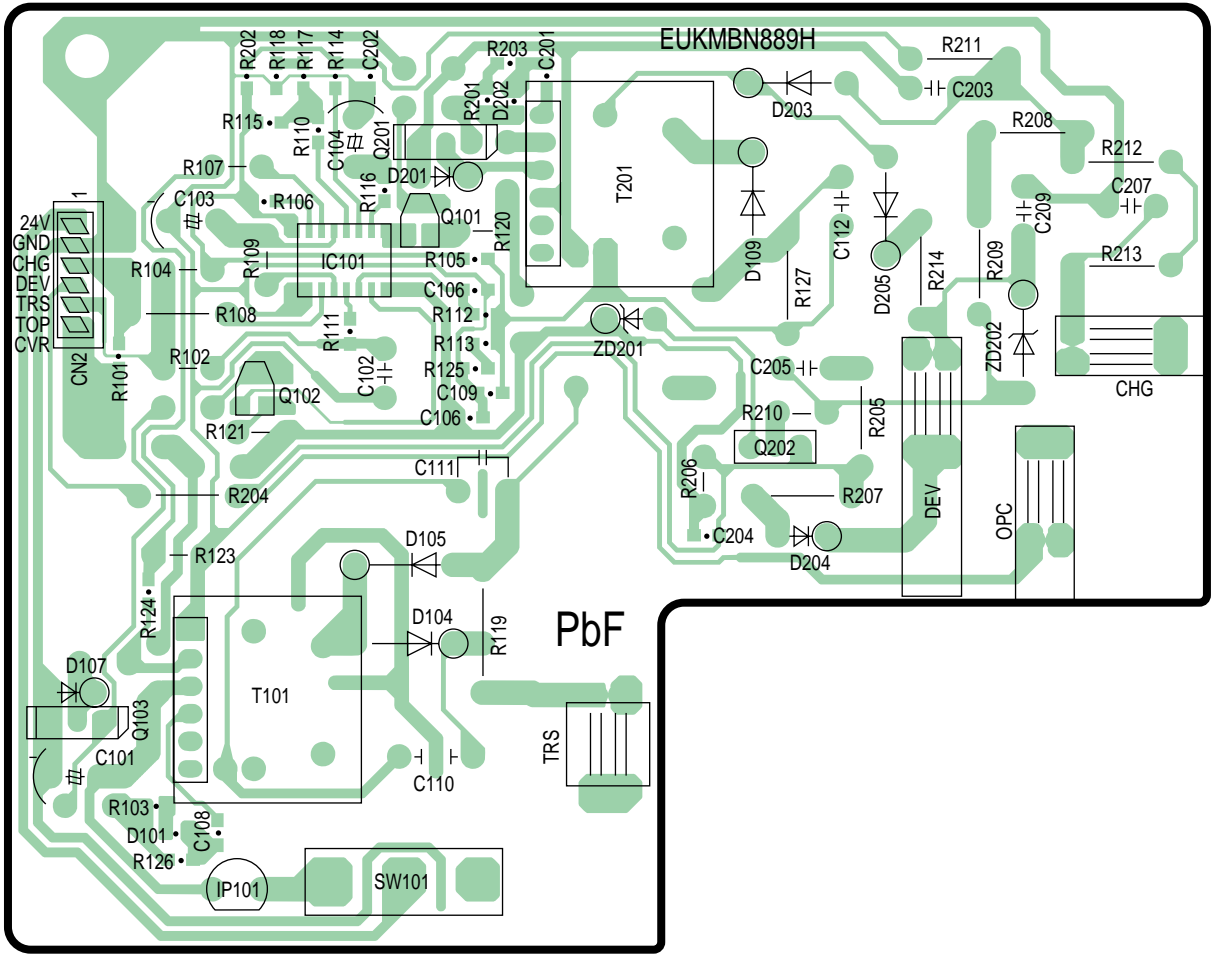 EUKMBN889H
R202
R118
R117
R114
C202
R203
C201
R211
R201
D202
D203
C203
R115
R110
C104
Q201
R208
R107
D201
T201
R212
1
C103
R106
R116
Q101
R120
D109
C112
C209
C207
24V
GND
CHG
DEV
TRS
TOP
CVR
CN2
R104
R109
IC101
R105
C106
R127
D205
R214
R209
R213
R108
R111
R112
ZD201
ZD202
R113
R101
R102
C102
R125
C205
CHG
Q102
C109
R210
R205
R121
C106
Q202
C111
R206
R204
R207
DEV
OPC
C204
D105
D204
R123
R124
D104
R119
PbF
D107
Q103
T101
C101
TRS
C110
R103
D101
C108
R126
IP101
SW101